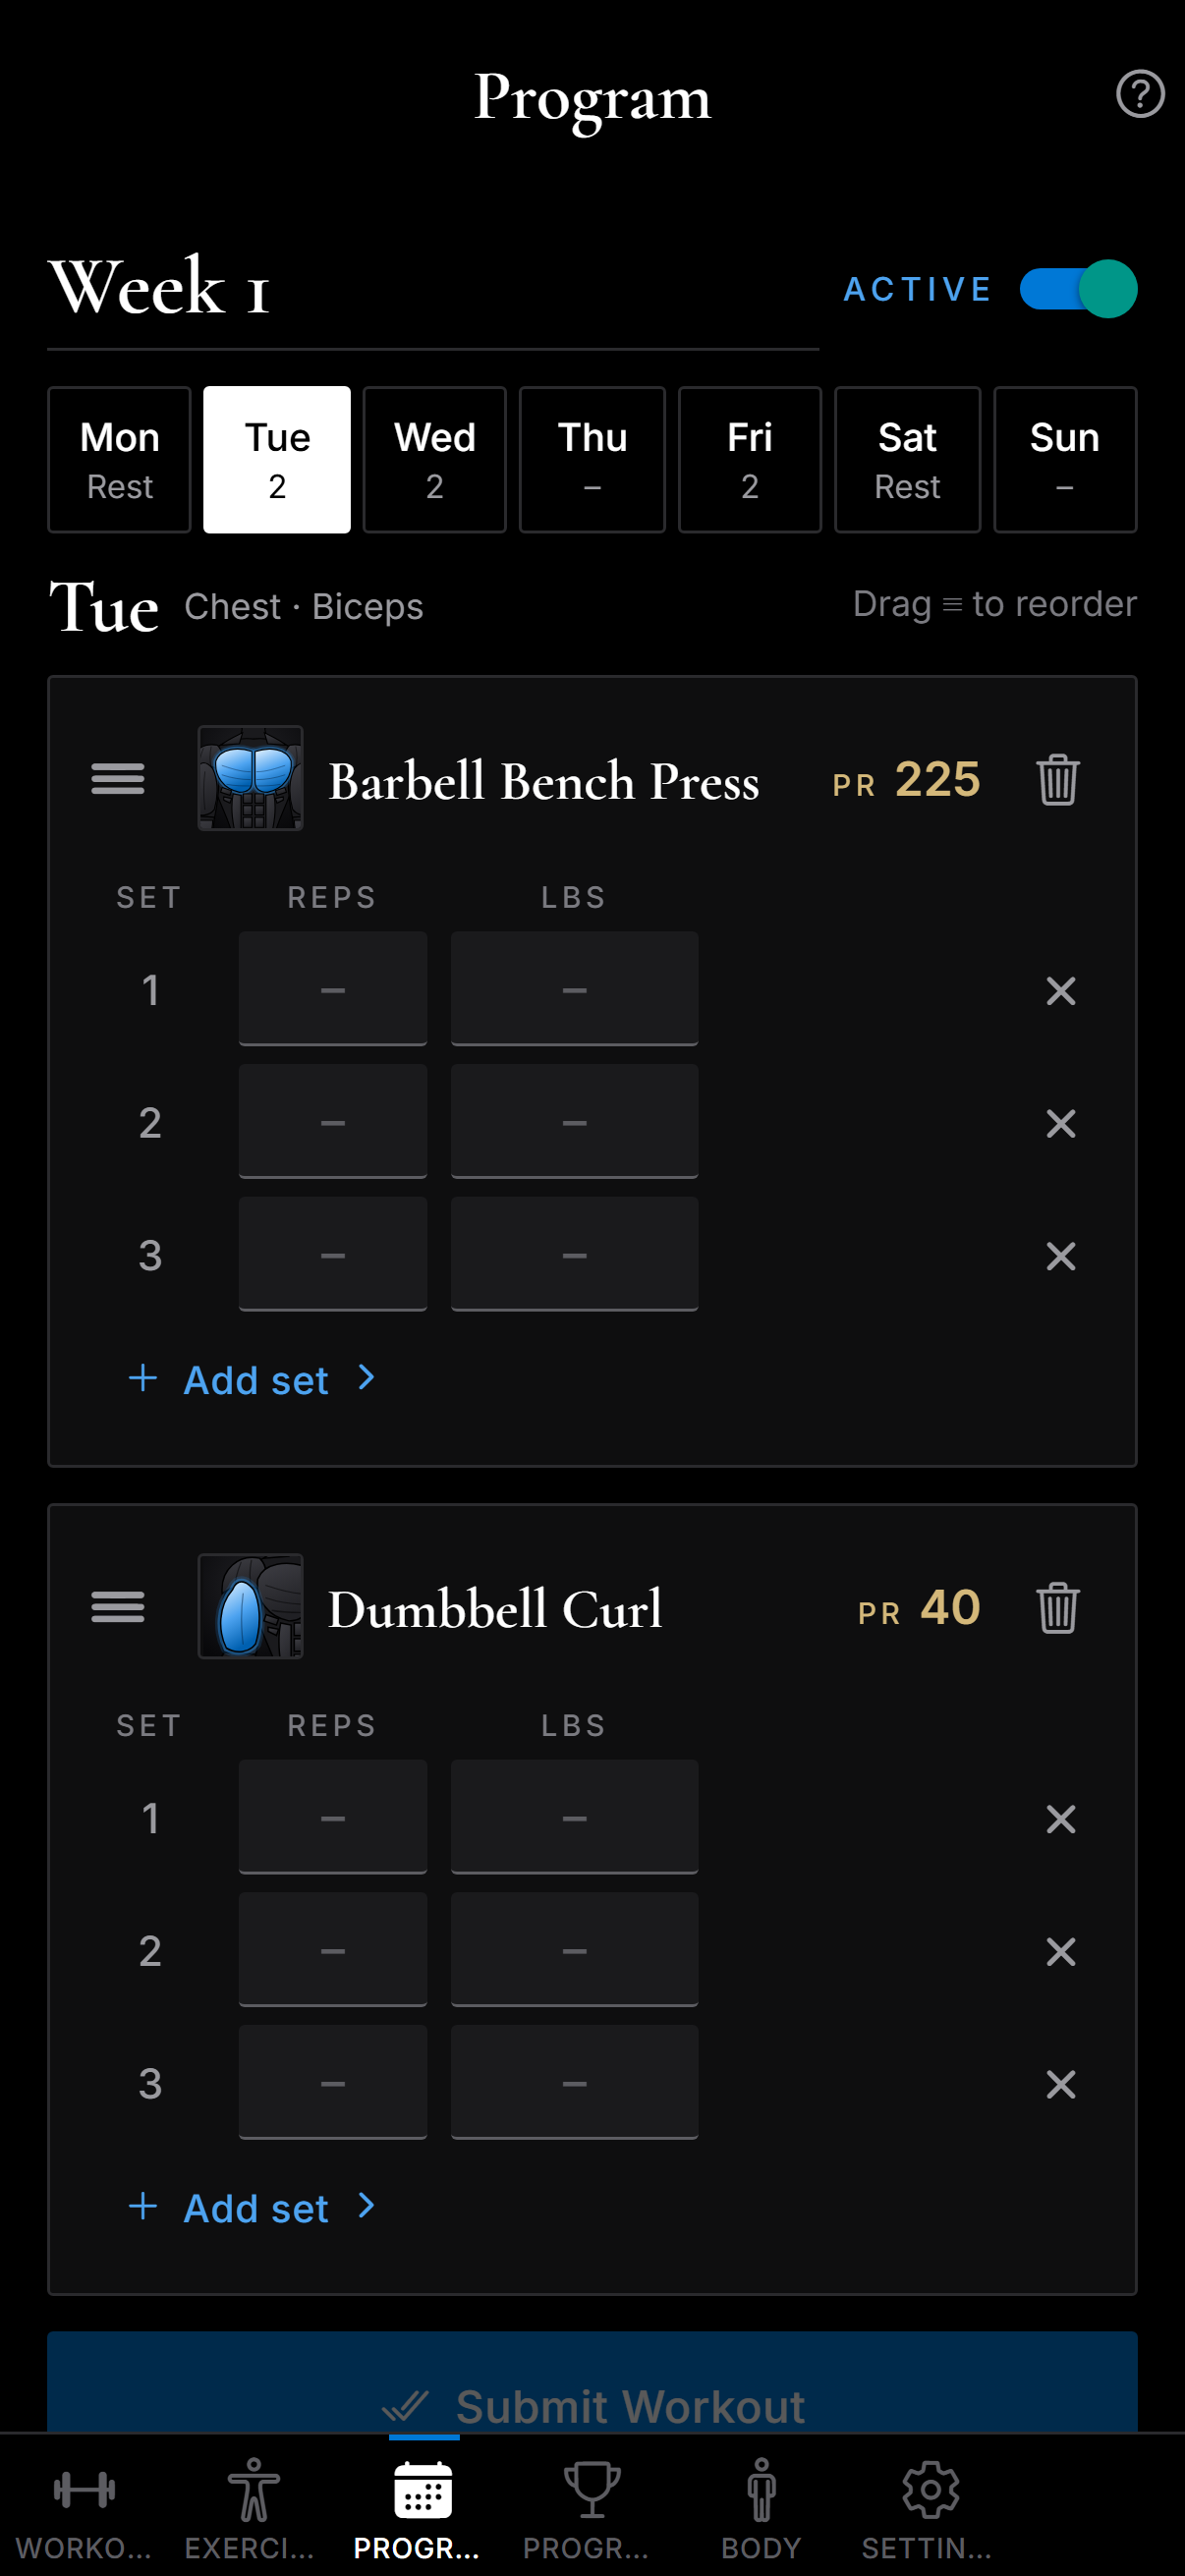 Program
Week 1
ACTIVE
Mon Tue Wed Thu Fri Sat Sun
Rest 2 2 – 2 Rest –
Tue Chest · Biceps Drag ≡ to reorder
Barbell Bench Press PR 225
SET REPS LBS
1 – – ×
2 – – ×
3 – – ×
+ Add set >
Dumbbell Curl PR 40
SET REPS LBS
1 – – ×
2 – – ×
3 – – ×
+ Add set >
Submit Workout
WORKO... EXERCI... PROGR... PROGR... BODY SETTIN...